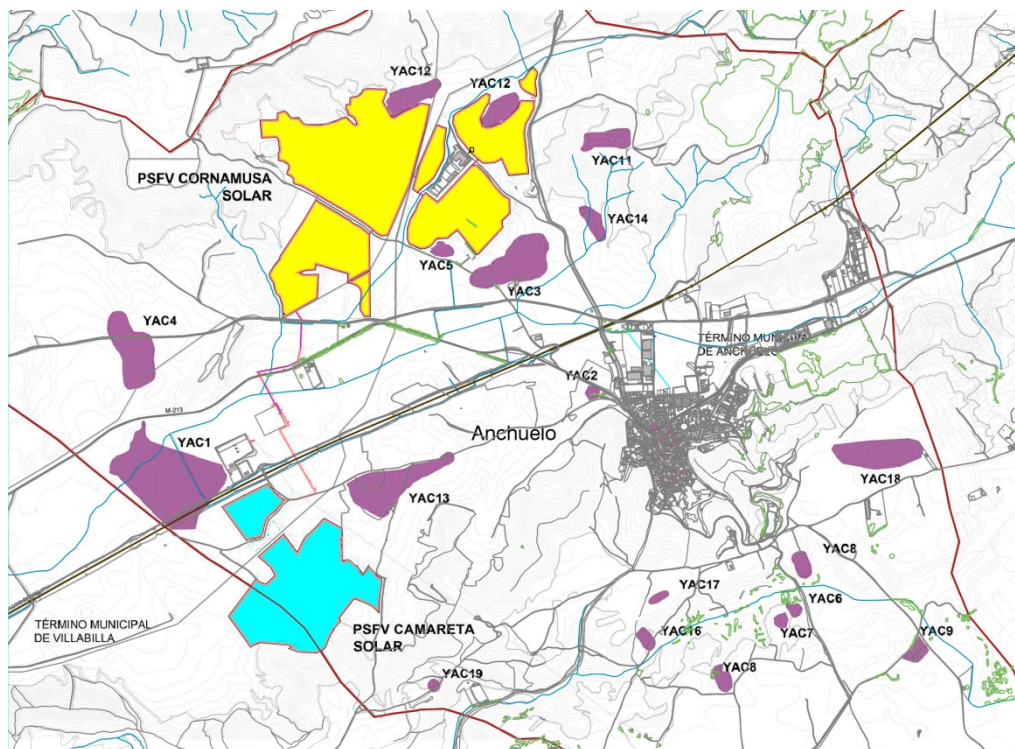 YAC12
YAC12
YAC11
PSFV CORNAMUSA
SOLAR
YAC14
YAC5
YAC3
YAC4
TÉRMINO MUNICIPAL
DE ANCHUELO
YAC2
M-213
Anchuelo
YAC1
YAC18
YAC13
YAC8
YAC17
YAC6
TÉRMINO MUNICIPAL
DE VILLABILLA
PSFV CAMARETA
SOLAR
YAC16
YAC7
YAC9
YAC8
YAC19